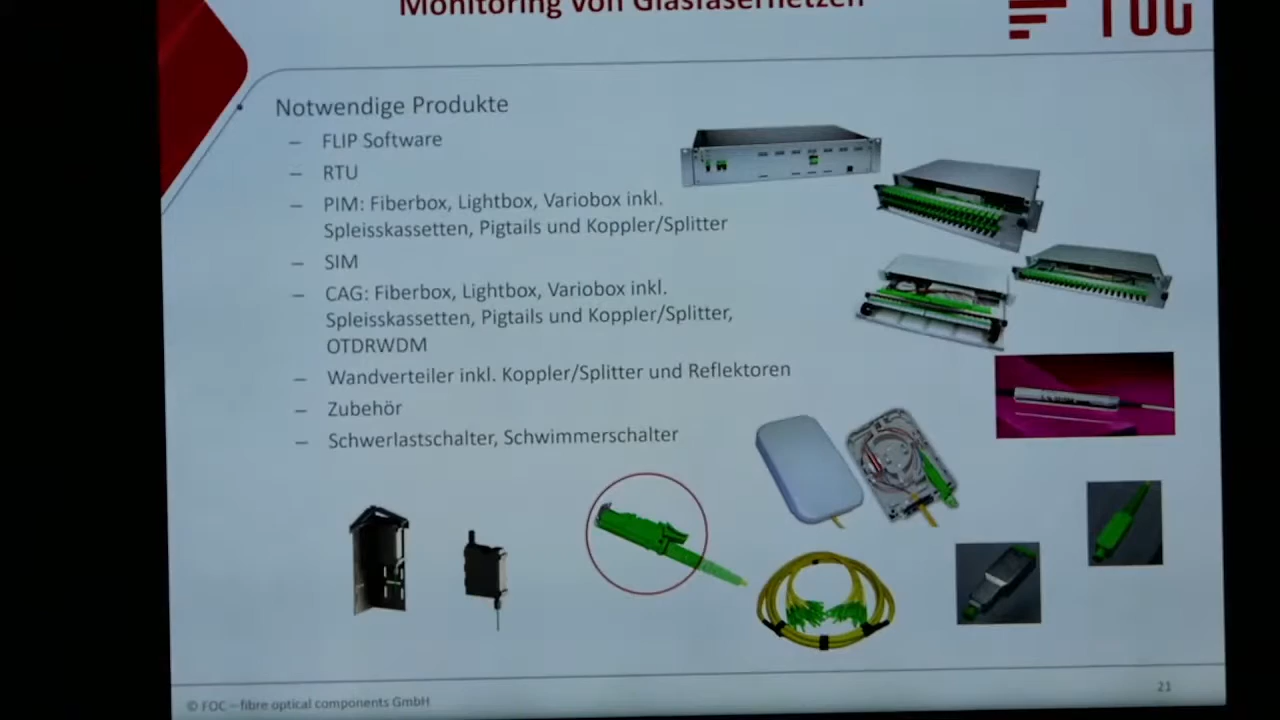 Monitoring von Glasfasernetzen
FOC
Notwendige Produkte
– FLIP Software
– RTU
– PIM: Fiberbox, Lightbox, Variobox inkl.
Spleisskassetten, Pigtails und Koppler/Splitter
– SIM
– CAG: Fiberbox, Lightbox, Variobox inkl.
Spleisskassetten, Pigtails und Koppler/Splitter,
OTDRWDM
– Wandverteiler inkl. Koppler/Splitter und Reflektoren
– Zubehör
– Schwerlastschalter, Schwimmerschalter
21
© FOC – fibre optical components GmbH